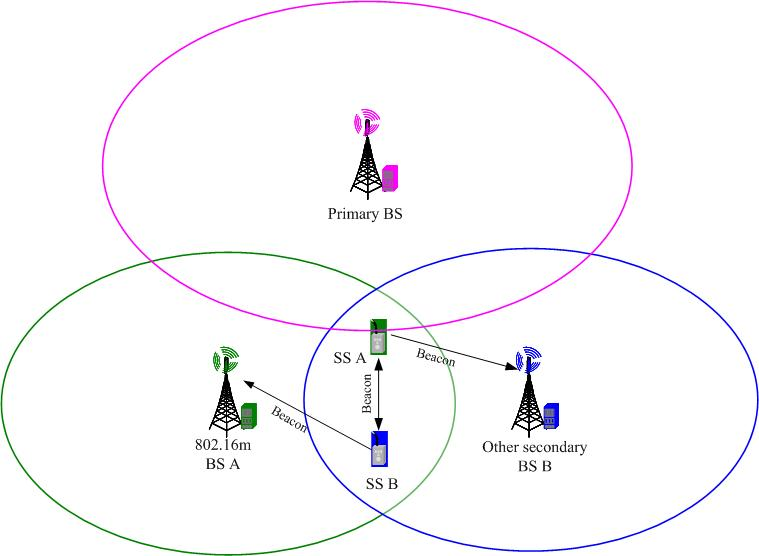 Primary BS
SS A
Beacon
Beacon
Beacon
802.16m
BS A
Other secondary
BS B
SS B